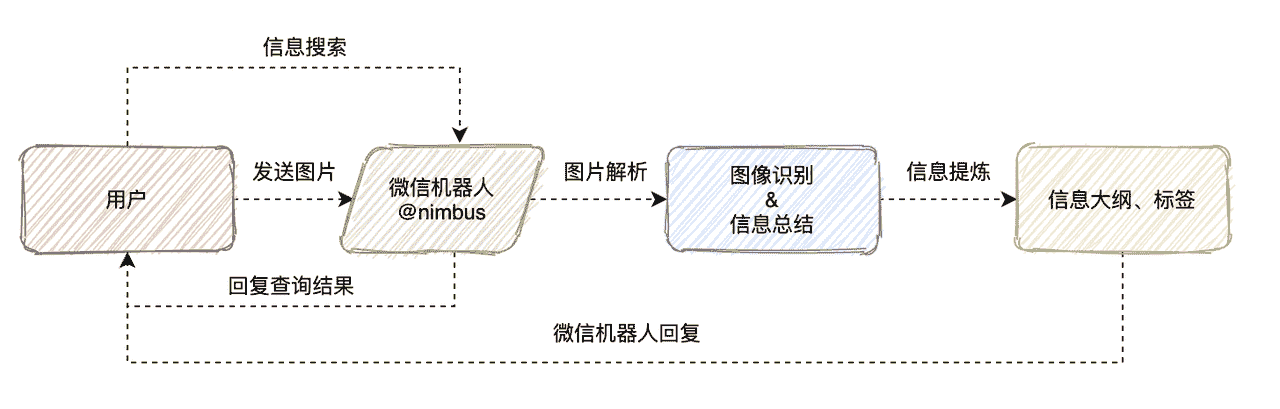 信息搜索
用户
发送图片
微信机器人
@nimbus
图片解析
图像识别
&
信息总结
信息提炼
信息大纲、标签
回复查询结果
微信机器人回复